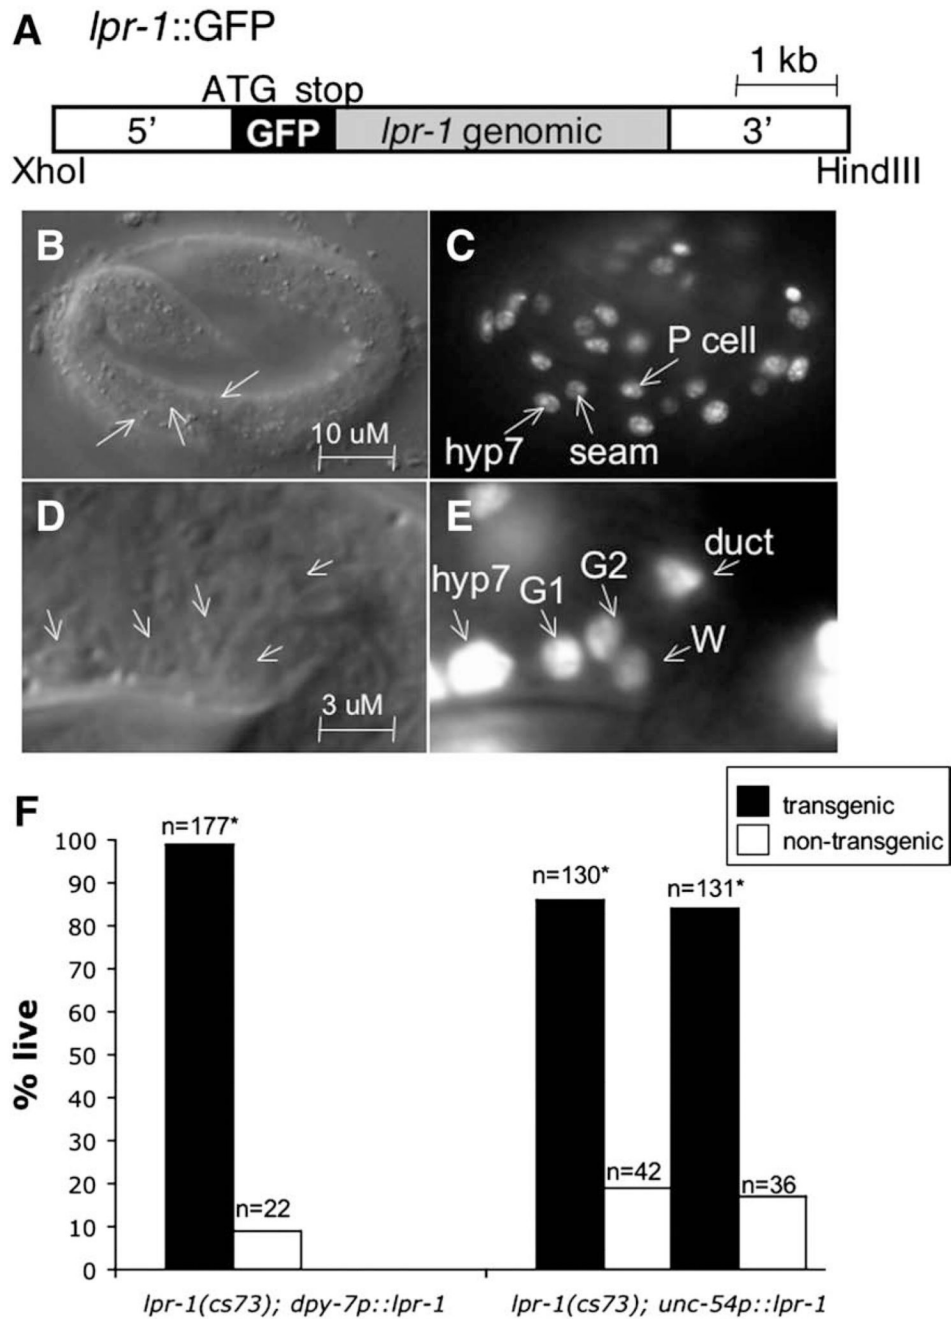 A lpr-1::GFP
1 kb
ATG stop
5’ GFP lpr-1 genomic 3’
XhoI HindIII
B
10 uM
C
P cell
hyp7 seam
D
3 uM
E
duct
hyp7 G1 G2
W
F
transgenic
non-transgenic
n=177*
n=22
n=130*
n=42
n=131*
n=36
100
90
80
70
60
50
40
30
20
10
0
% live
lpr-1(cs73); dpy-7p::lpr-1
lpr-1(cs73); unc-54p::lpr-1